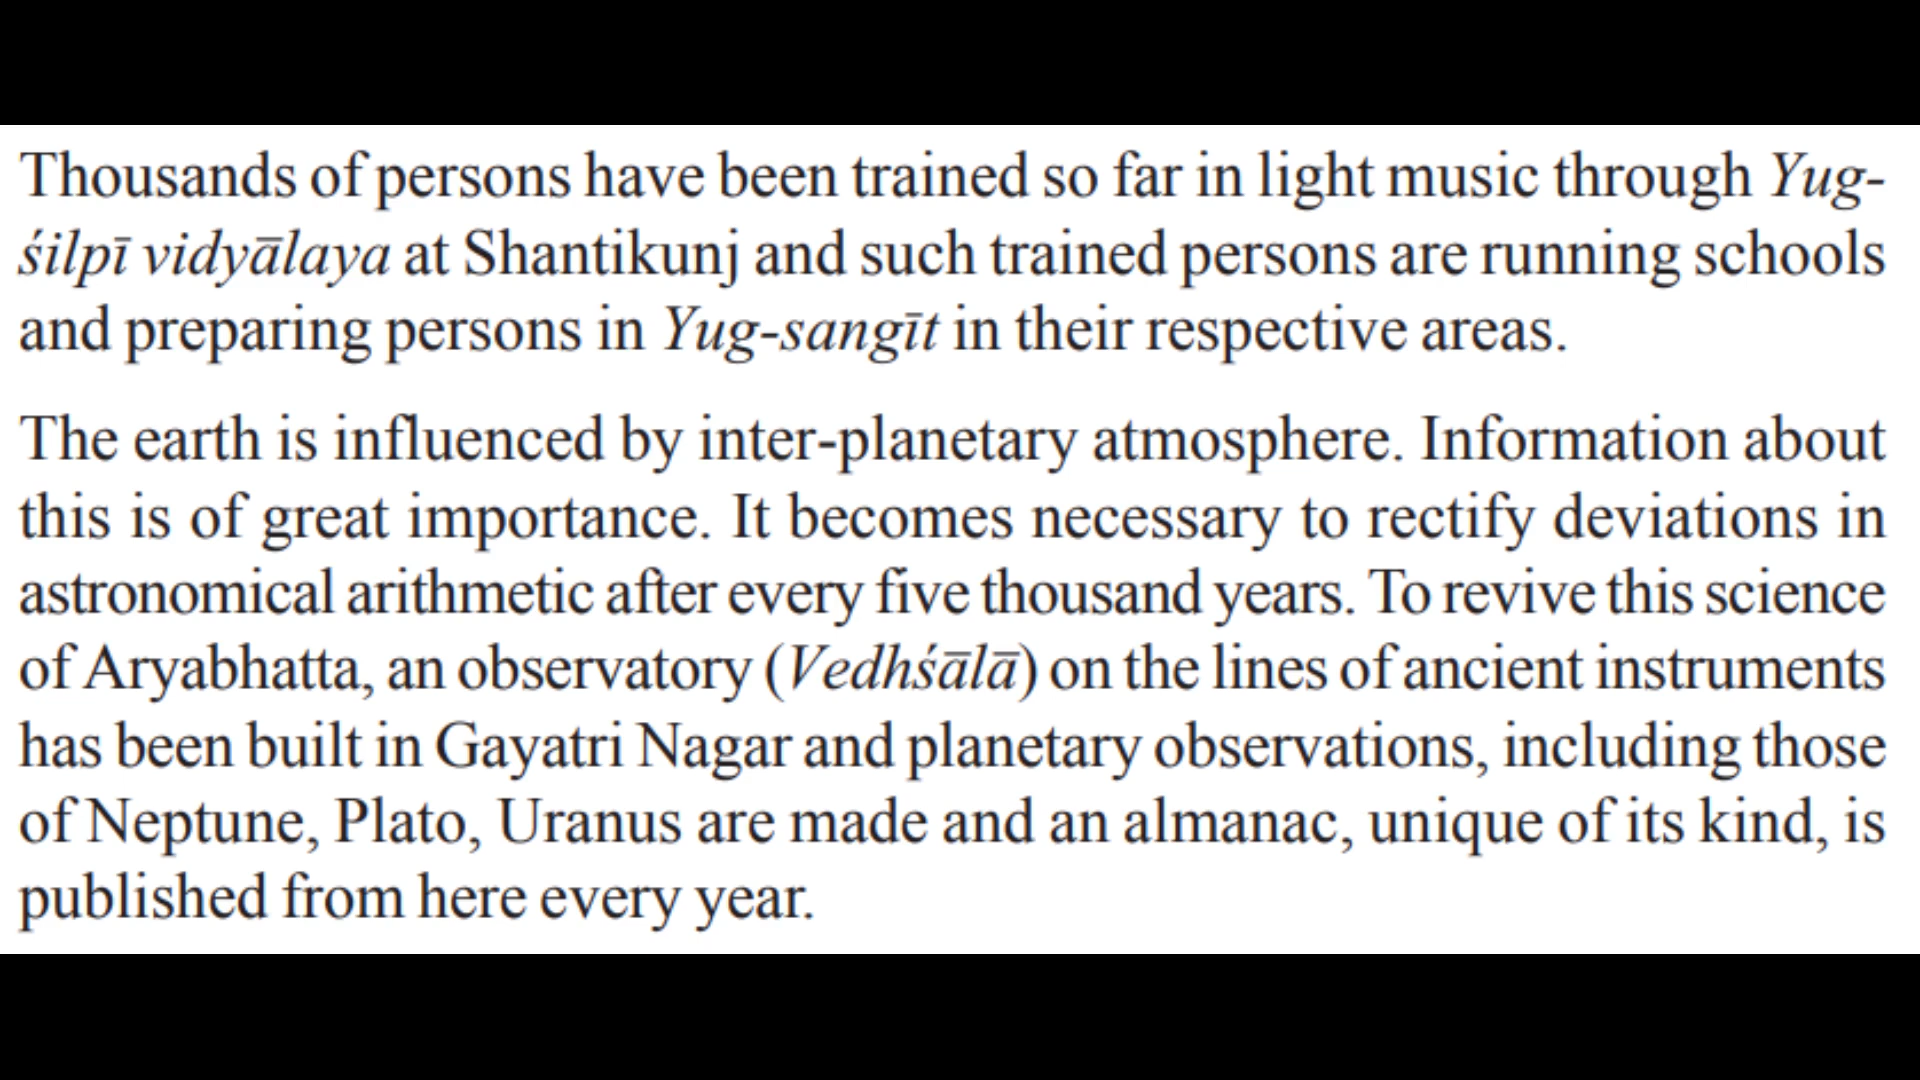 Thousands of persons have been trained so far in light music through Yug-
śilpī vidyālaya at Shantikunj and such trained persons are running schools
and preparing persons in Yug-sangīt in their respective areas.
The earth is influenced by inter-planetary atmosphere. Information about
this is of great importance. It becomes necessary to rectify deviations in
astronomical arithmetic after every five thousand years. To revive this science
of Aryabhatta, an observatory (Vedhśālā) on the lines of ancient instruments
has been built in Gayatri Nagar and planetary observations, including those
of Neptune, Plato, Uranus are made and an almanac, unique of its kind, is
published from here every year.